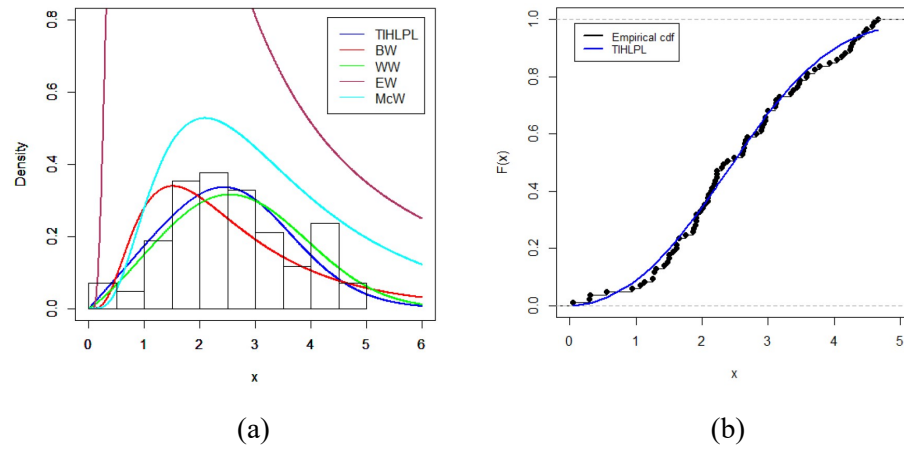 Density
0.0
0.2
0.4
0.6
0.8
TIHLPL
BW
WW
EW
McW
0 1 2 3 4 5 6
x
(a)
F(x)
0.0
0.2
0.4
0.6
0.8
1.0
Empirical cdf
TIHLPL
0 1 2 3 4 5
x
(b)